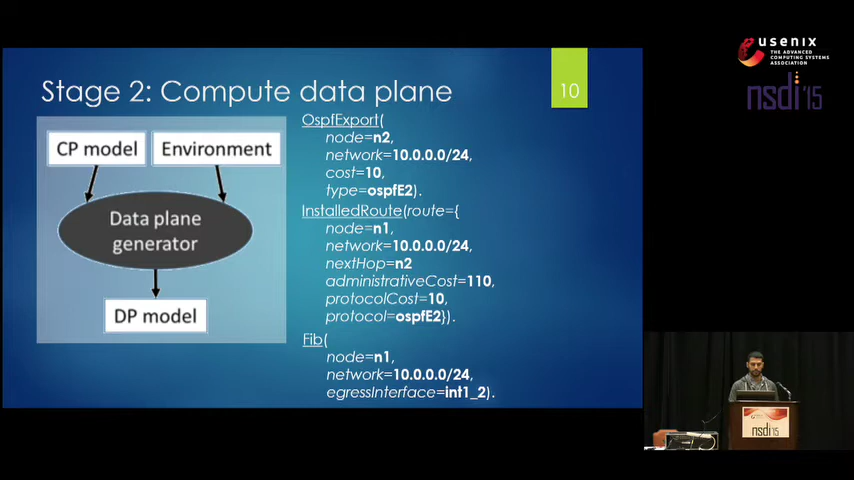 Stage 2: Compute data plane
10
CP model
Environment
Data plane
generator
DP model
OspfExport(
node=n2,
network=10.0.0.0/24,
cost=10,
type=ospfE2).
InstalledRoute(route={
node=n1,
network=10.0.0.0/24,
nextHop=n2
administrativeCost=110,
protocolCost=10,
protocol=ospfE2}).
Fib(
node=n1,
network=10.0.0.0/24,
egressInterface=int1_2).
usenix
THE ADVANCED
COMPUTING SYSTEMS
ASSOCIATION
nsdi'15
nsdi'15